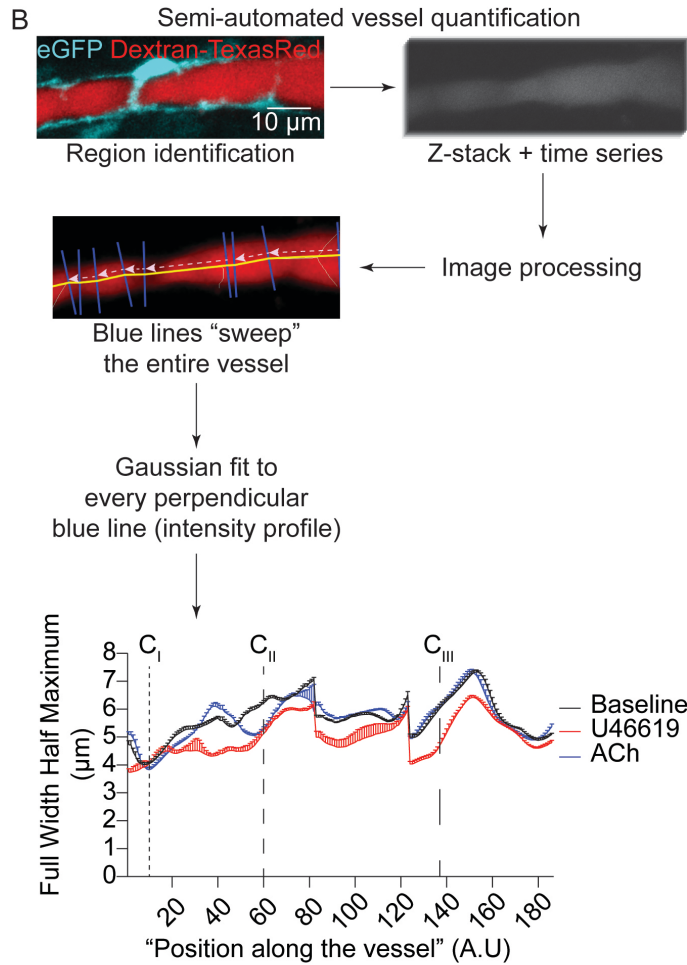 B
Semi-automated vessel quantification
eGFP Dextran-TexasRed
10 µm
Region identification
Z-stack + time series
Image processing
Blue lines “sweep”
the entire vessel
Gaussian fit to
every perpendicular
blue line (intensity profile)
Full Width Half Maximum
(µm)
8
7
6
5
4
3
2
1
0
C I
C II
C III
Baseline
U46619
ACh
20 40 60 80 100 120 140 160 180
“Position along the vessel” (A.U)